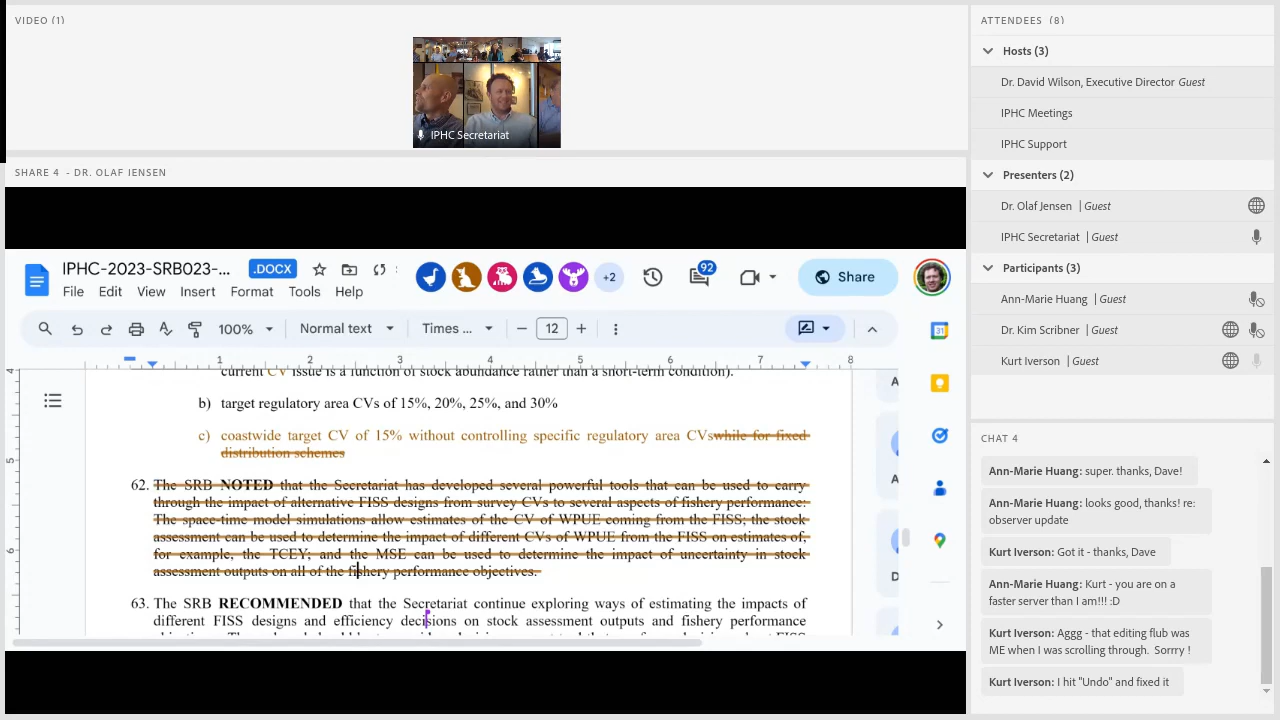 VIDEO (1)
IPHC Secretariat
SHARE 4 - DR. OLAF JENSEN
IPHC-2023-SRB023-... .DOCX
+2
92
Share
File Edit View Insert Format Tools Help
100% Normal text Times ... 12
31
1 2 3 4 5 6 7 8
4
5
6
current CV issue is a function of stock abundance rather than a short-term condition).
b) target regulatory area CVs of 15%, 20%, 25%, and 30%
c) coastwide target CV of 15% without controlling specific regulatory area CVswhile for fixed
distribution schemes
62. The SRB NOTED that the Secretariat has developed several powerful tools that can be used to carry
through the impact of alternative FISS designs from survey CVs to several aspects of fishery performance:
The space-time model simulations allow estimates of the CV of WPUE coming from the FISS; the stock
assessment can be used to determine the impact of different CVs of WPUE from the FISS on estimates of,
for example, the TCEY; and the MSE can be used to determine the impact of uncertainty in stock
assessment outputs on all of the fishery performance objectives.
63. The SRB RECOMMENDED that the Secretariat continue exploring ways of estimating the impacts of
different FISS designs and efficiency decisions on stock assessment outputs and fishery performance
A
A
D
ATTENDEES (8)
Hosts (3)
Dr. David Wilson, Executive Director Guest
IPHC Meetings
IPHC Support
Presenters (2)
Dr. Olaf Jensen | Guest
IPHC Secretariat | Guest
Participants (3)
Ann-Marie Huang | Guest
Dr. Kim Scribner | Guest
Kurt Iverson | Guest
CHAT 4
Ann-Marie Huang: super. thanks, Dave!
Ann-Marie Huang: looks good, thanks! re:
observer update
Kurt Iverson: Got it - thanks, Dave
Ann-Marie Huang: Kurt - you are on a
faster server than I am!!! :D
Kurt Iverson: Aggg - that editing flub was
ME when I was scrolling through. Sorrry !
Kurt Iverson: I hit "Undo" and fixed it